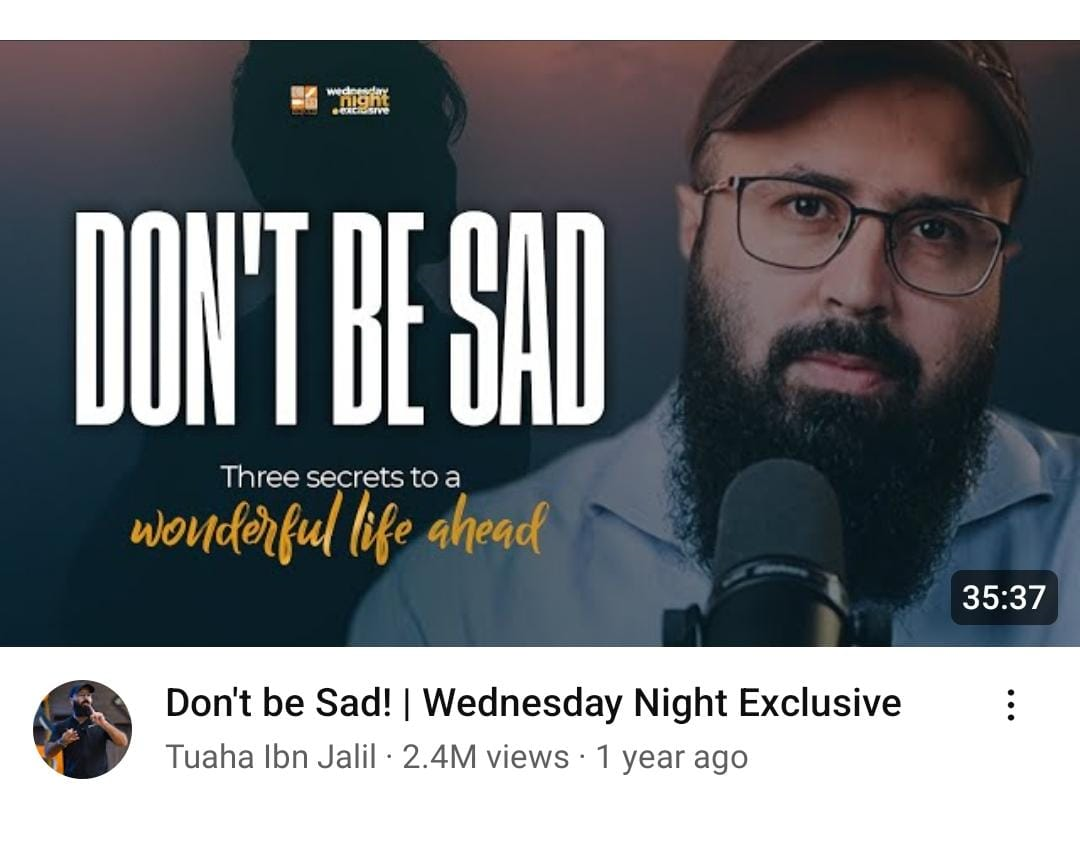 wednesday
night
exclusive
DON'T BE SAD
Three secrets to a
wonderful life ahead
35:37
Don't be Sad! | Wednesday Night Exclusive
Tuaha Ibn Jalil · 2.4M views · 1 year ago